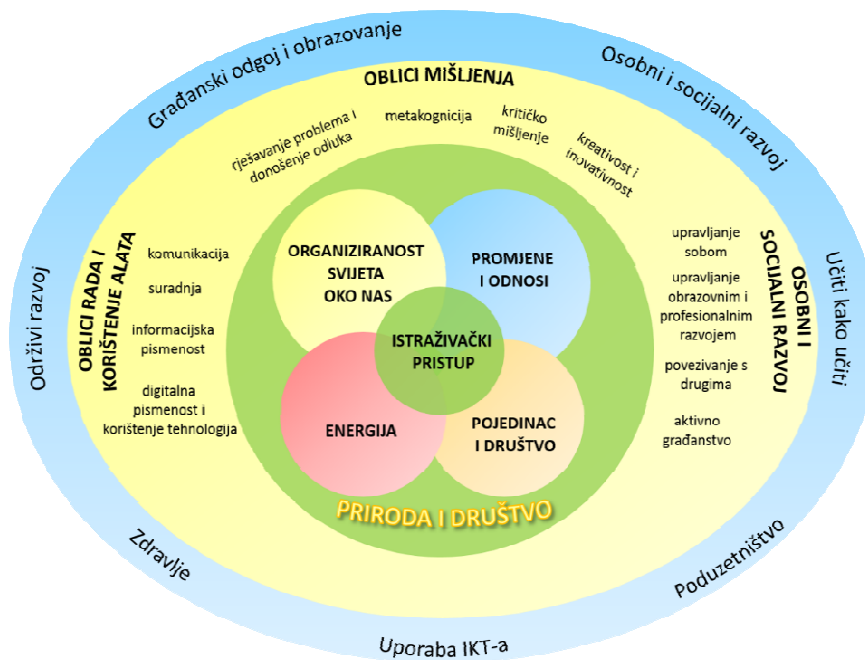 Građanski odgoj i obrazovanje
Osobni i socijalni razvoj
Učiti kako učiti
Poduzetništvo
Uporaba IKT-a
Zdravlje
Održivi razvoj
OBLICI MIŠLJENJA
rješavanje problema i
donošenje odluka
metakognicija
kritičko
mišljenje
kreativost i
inovativnost
OBLICI RADA I
KORIŠTENJE ALATA
komunikacija
suradnja
informacijska
pismenost
digitalna
pismenost i
korištenje tehnologija
OSOBNI I
SOCIJALNI RAZVOJ
upravljanje
sobom
upravljanje
obrazovnim i
profesionalnim
razvojem
povezivanje s
drugima
aktivno
građanstvo
ORGANIZIRANOST
SVIJETA
OKO NAS
PROMJENE
I ODNOSI
ISTRAŽIVAČKI
PRISTUP
ENERGIJA
POJEDINAC
I DRUŠTVO
PRIRODA I DRUŠTVO